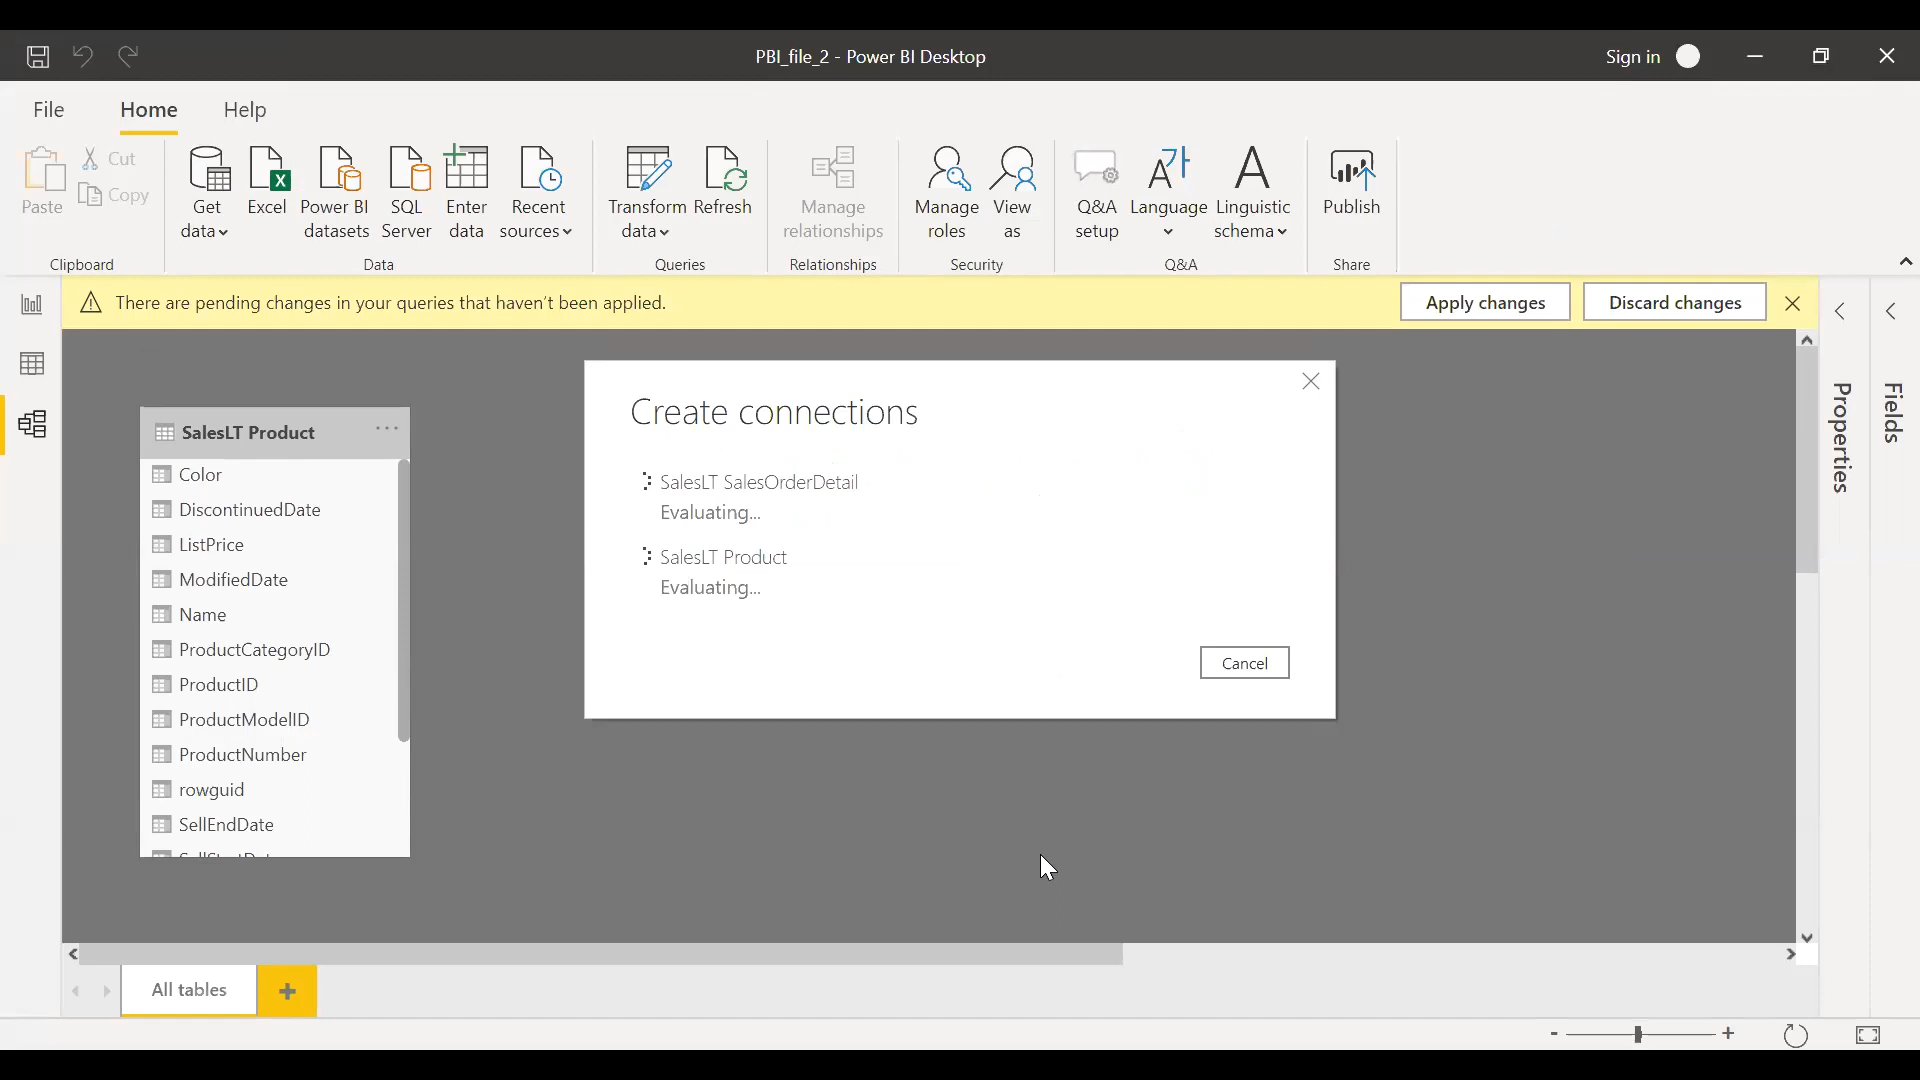 PBI_file_2 - Power BI Desktop
Sign in
File
Home
Help
Paste
Cut
Copy
Clipboard
Get data
Excel
Power BI datasets
SQL Server
Enter data
Recent sources
Data
Transform data
Refresh
Queries
Manage relationships
Relationships
Manage roles
View as
Security
Q&A setup
Language
Linguistic schema
Q&A
Publish
Share
There are pending changes in your queries that haven't been applied.
Apply changes
Discard changes
SalesLT Product
Color
DiscontinuedDate
ListPrice
ModifiedDate
Name
ProductCategoryID
ProductID
ProductModelID
ProductNumber
rowguid
SellEndDate
Create connections
SalesLT SalesOrderDetail
Evaluating...
SalesLT Product
Evaluating...
Cancel
Properties
Fields
All tables